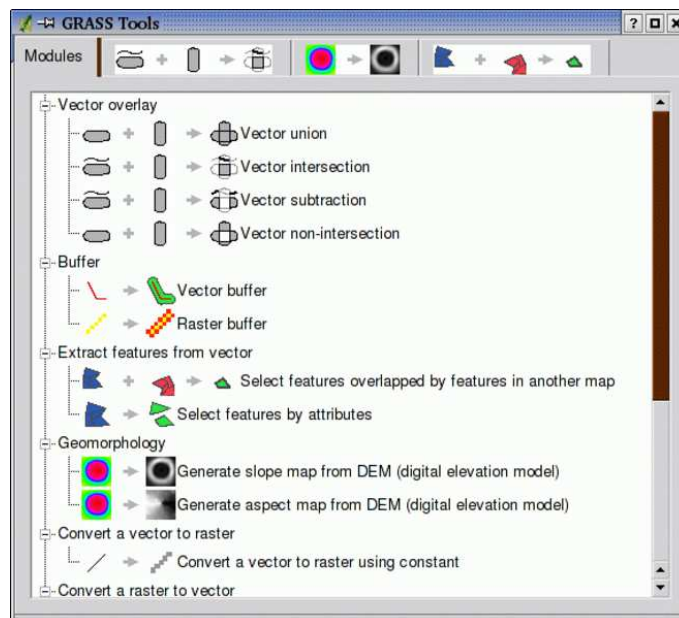 GRASS Tools
Modules
Vector overlay
Vector union
Vector intersection
Vector subtraction
Vector non-intersection
Buffer
Vector buffer
Raster buffer
Extract features from vector
Select features overlapped by features in another map
Select features by attributes
Geomorphology
Generate slope map from DEM (digital elevation model)
Generate aspect map from DEM (digital elevation model)
Convert a vector to raster
Convert a vector to raster using constant
Convert a raster to vector